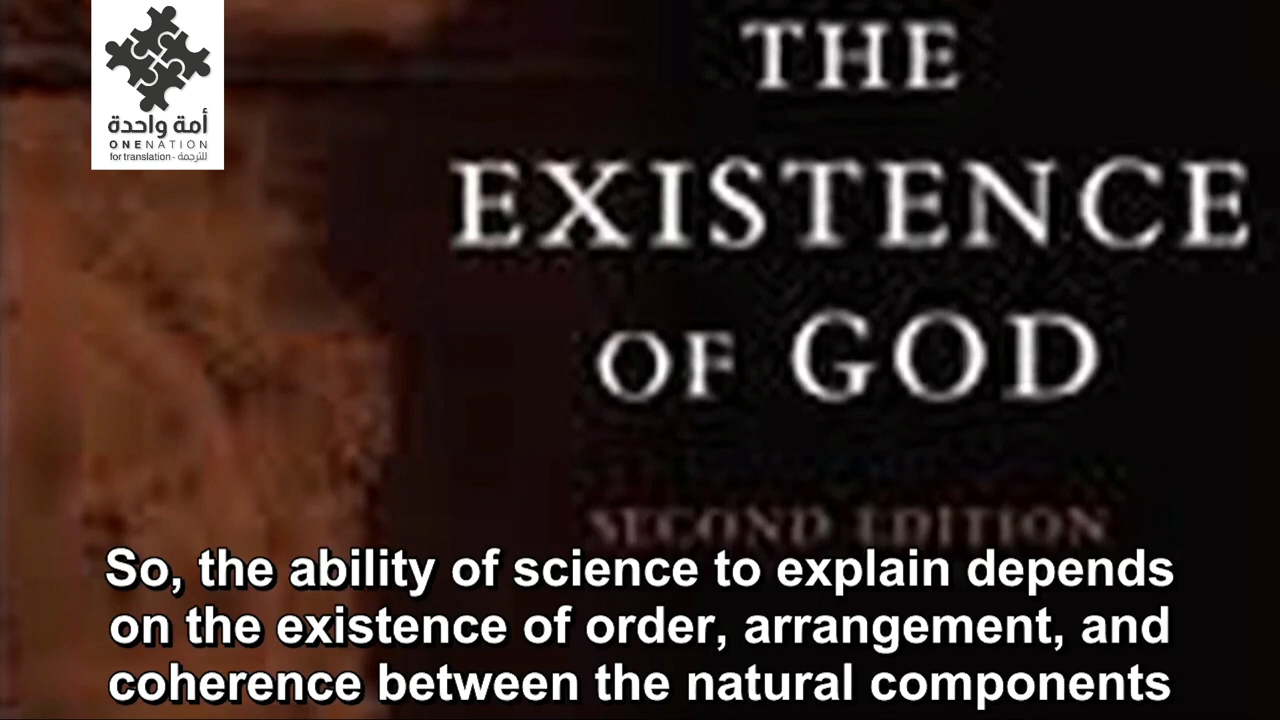 أمة واحدة
ONENATION
for translation - للترجمة
THE
EXISTENCE
OF GOD
SECOND EDITION
So, the ability of science to explain depends
on the existence of order, arrangement, and
coherence between the natural components